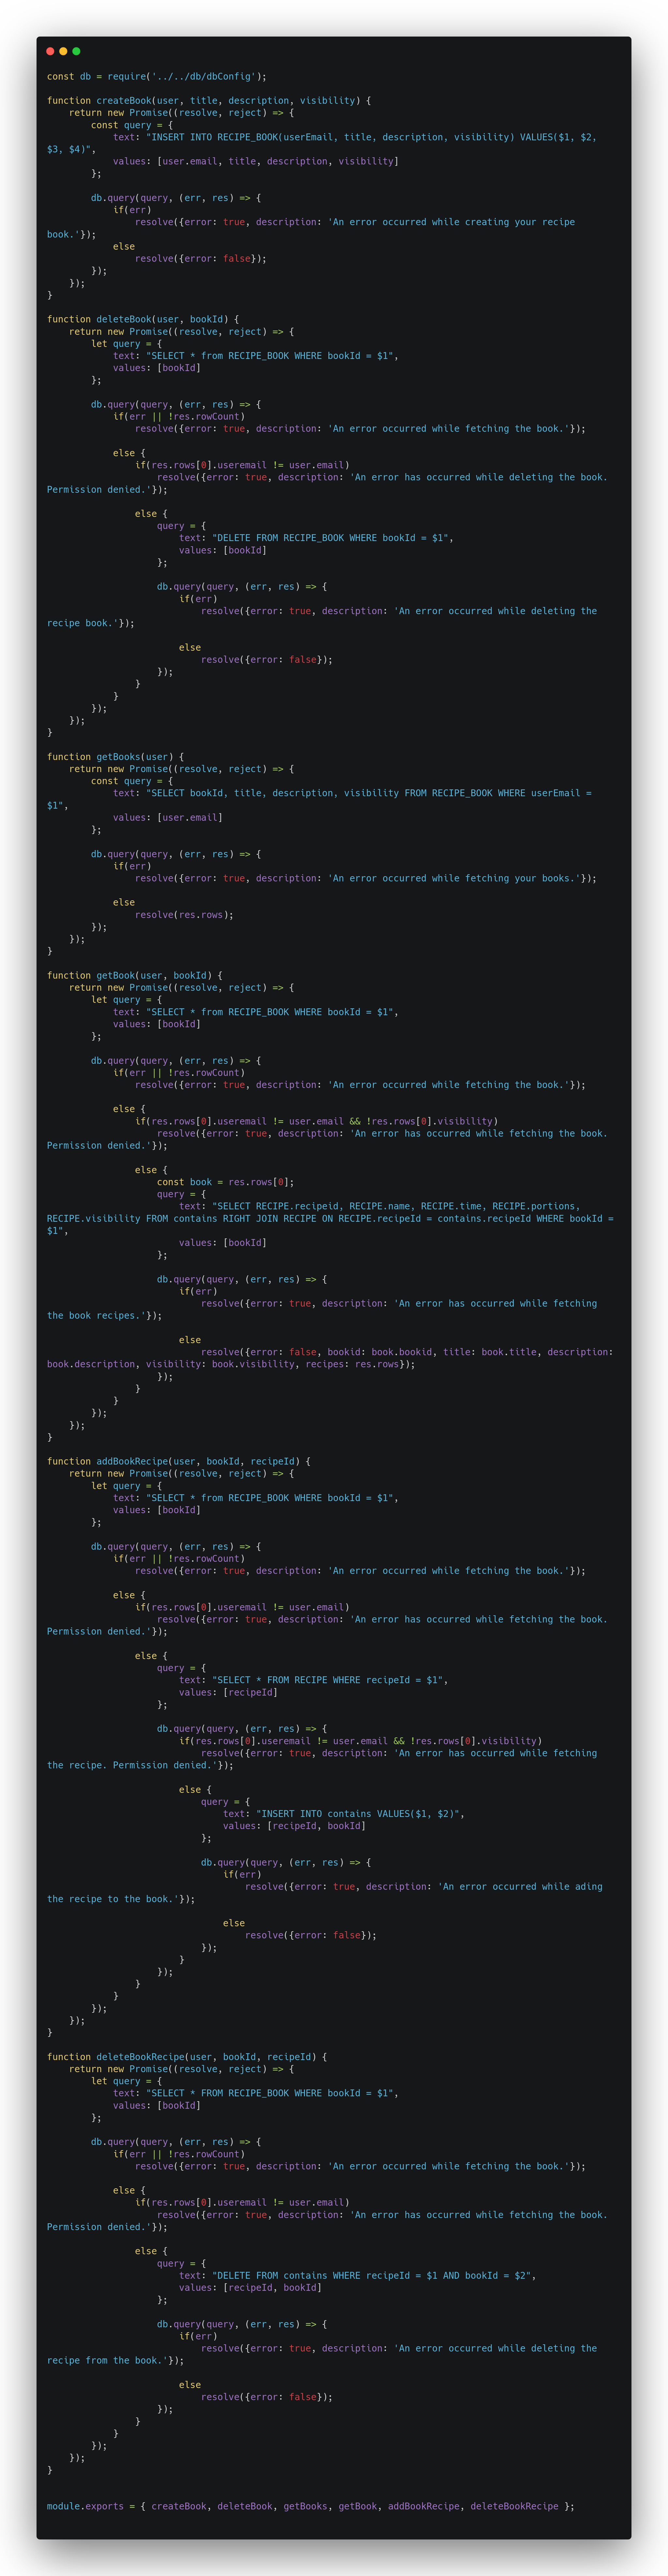 const db = require('../../db/dbConfig');

function createBook(user, title, description, visibility) {
    return new Promise((resolve, reject) => {
        const query = {
            text: "INSERT INTO RECIPE_BOOK(userEmail, title, description, visibility) VALUES($1, $2,
$3, $4)",
            values: [user.email, title, description, visibility]
        };

        db.query(query, (err, res) => {
            if(err)
                resolve({error: true, description: 'An error occurred while creating your recipe
book.'});
            else
                resolve({error: false});
        });
    });
}

function deleteBook(user, bookId) {
    return new Promise((resolve, reject) => {
        let query = {
            text: "SELECT * from RECIPE_BOOK WHERE bookId = $1",
            values: [bookId]
        };

        db.query(query, (err, res) => {
            if(err || !res.rowCount)
                resolve({error: true, description: 'An error occurred while fetching the book.'});

            else {
                if(res.rows[0].useremail != user.email)
                    resolve({error: true, description: 'An error has occurred while deleting the book.
Permission denied.'});

                else {
                    query = {
                        text: "DELETE FROM RECIPE_BOOK WHERE bookId = $1",
                        values: [bookId]
                    };

                    db.query(query, (err, res) => {
                        if(err)
                            resolve({error: true, description: 'An error occurred while deleting the
recipe book.'});

                        else
                            resolve({error: false});
                    });
                }
            }
        });
    });
}

function getBooks(user) {
    return new Promise((resolve, reject) => {
        const query = {
            text: "SELECT bookId, title, description, visibility FROM RECIPE_BOOK WHERE userEmail =
$1",
            values: [user.email]
        };

        db.query(query, (err, res) => {
            if(err)
                resolve({error: true, description: 'An error occurred while fetching your books.'});

            else
                resolve(res.rows);
        });
    });
}

function getBook(user, bookId) {
    return new Promise((resolve, reject) => {
        let query = {
            text: "SELECT * from RECIPE_BOOK WHERE bookId = $1",
            values: [bookId]
        };

        db.query(query, (err, res) => {
            if(err || !res.rowCount)
                resolve({error: true, description: 'An error occurred while fetching the book.'});

            else {
                if(res.rows[0].useremail != user.email && !res.rows[0].visibility)
                    resolve({error: true, description: 'An error has occurred while fetching the book.
Permission denied.'});

                else {
                    const book = res.rows[0];
                    query = {
                        text: "SELECT RECIPE.recipeid, RECIPE.name, RECIPE.time, RECIPE.portions,
RECIPE.visibility FROM contains RIGHT JOIN RECIPE ON RECIPE.recipeId = contains.recipeId WHERE bookId =
$1",
                        values: [bookId]
                    };

                    db.query(query, (err, res) => {
                        if(err)
                            resolve({error: true, description: 'An error has occurred while fetching
the book recipes.'});

                        else
                            resolve({error: false, bookid: book.bookid, title: book.title, description:
book.description, visibility: book.visibility, recipes: res.rows});
                    });
                }
            }
        });
    });
}

function addBookRecipe(user, bookId, recipeId) {
    return new Promise((resolve, reject) => {
        let query = {
            text: "SELECT * from RECIPE_BOOK WHERE bookId = $1",
            values: [bookId]
        };

        db.query(query, (err, res) => {
            if(err || !res.rowCount)
                resolve({error: true, description: 'An error occurred while fetching the book.'});

            else {
                if(res.rows[0].useremail != user.email)
                    resolve({error: true, description: 'An error has occurred while fetching the book.
Permission denied.'});

                else {
                    query = {
                        text: "SELECT * FROM RECIPE WHERE recipeId = $1",
                        values: [recipeId]
                    };

                    db.query(query, (err, res) => {
                        if(res.rows[0].useremail != user.email && !res.rows[0].visibility)
                            resolve({error: true, description: 'An error has occurred while fetching
the recipe. Permission denied.'});

                        else {
                            query = {
                                text: "INSERT INTO contains VALUES($1, $2)",
                                values: [recipeId, bookId]
                            };

                            db.query(query, (err, res) => {
                                if(err)
                                    resolve({error: true, description: 'An error occurred while ading
the recipe to the book.'});

                                else
                                    resolve({error: false});
                            });
                        }
                    });
                }
            }
        });
    });
}

function deleteBookRecipe(user, bookId, recipeId) {
    return new Promise((resolve, reject) => {
        let query = {
            text: "SELECT * FROM RECIPE_BOOK WHERE bookId = $1",
            values: [bookId]
        };

        db.query(query, (err, res) => {
            if(err || !res.rowCount)
                resolve({error: true, description: 'An error occurred while fetching the book.'});

            else {
                if(res.rows[0].useremail != user.email)
                    resolve({error: true, description: 'An error has occurred while fetching the book.
Permission denied.'});

                else {
                    query = {
                        text: "DELETE FROM contains WHERE recipeId = $1 AND bookId = $2",
                        values: [recipeId, bookId]
                    };

                    db.query(query, (err, res) => {
                        if(err)
                            resolve({error: true, description: 'An error occurred while deleting the
recipe from the book.'});

                        else
                            resolve({error: false});
                    });
                }
            }
        });
    });
}

module.exports = { createBook, deleteBook, getBooks, getBook, addBookRecipe, deleteBookRecipe };